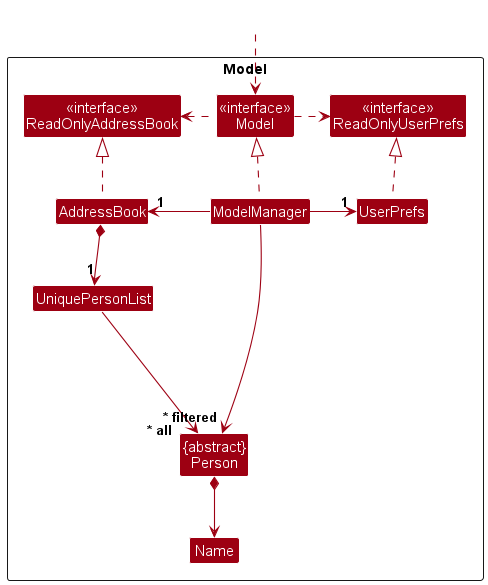 Model
«interface»
ReadOnlyAddressBook
«interface»
Model
«interface»
ReadOnlyUserPrefs
AddressBook
1
ModelManager
1
UserPrefs
1
UniquePersonList
* filtered
* all
{abstract}
Person
Name